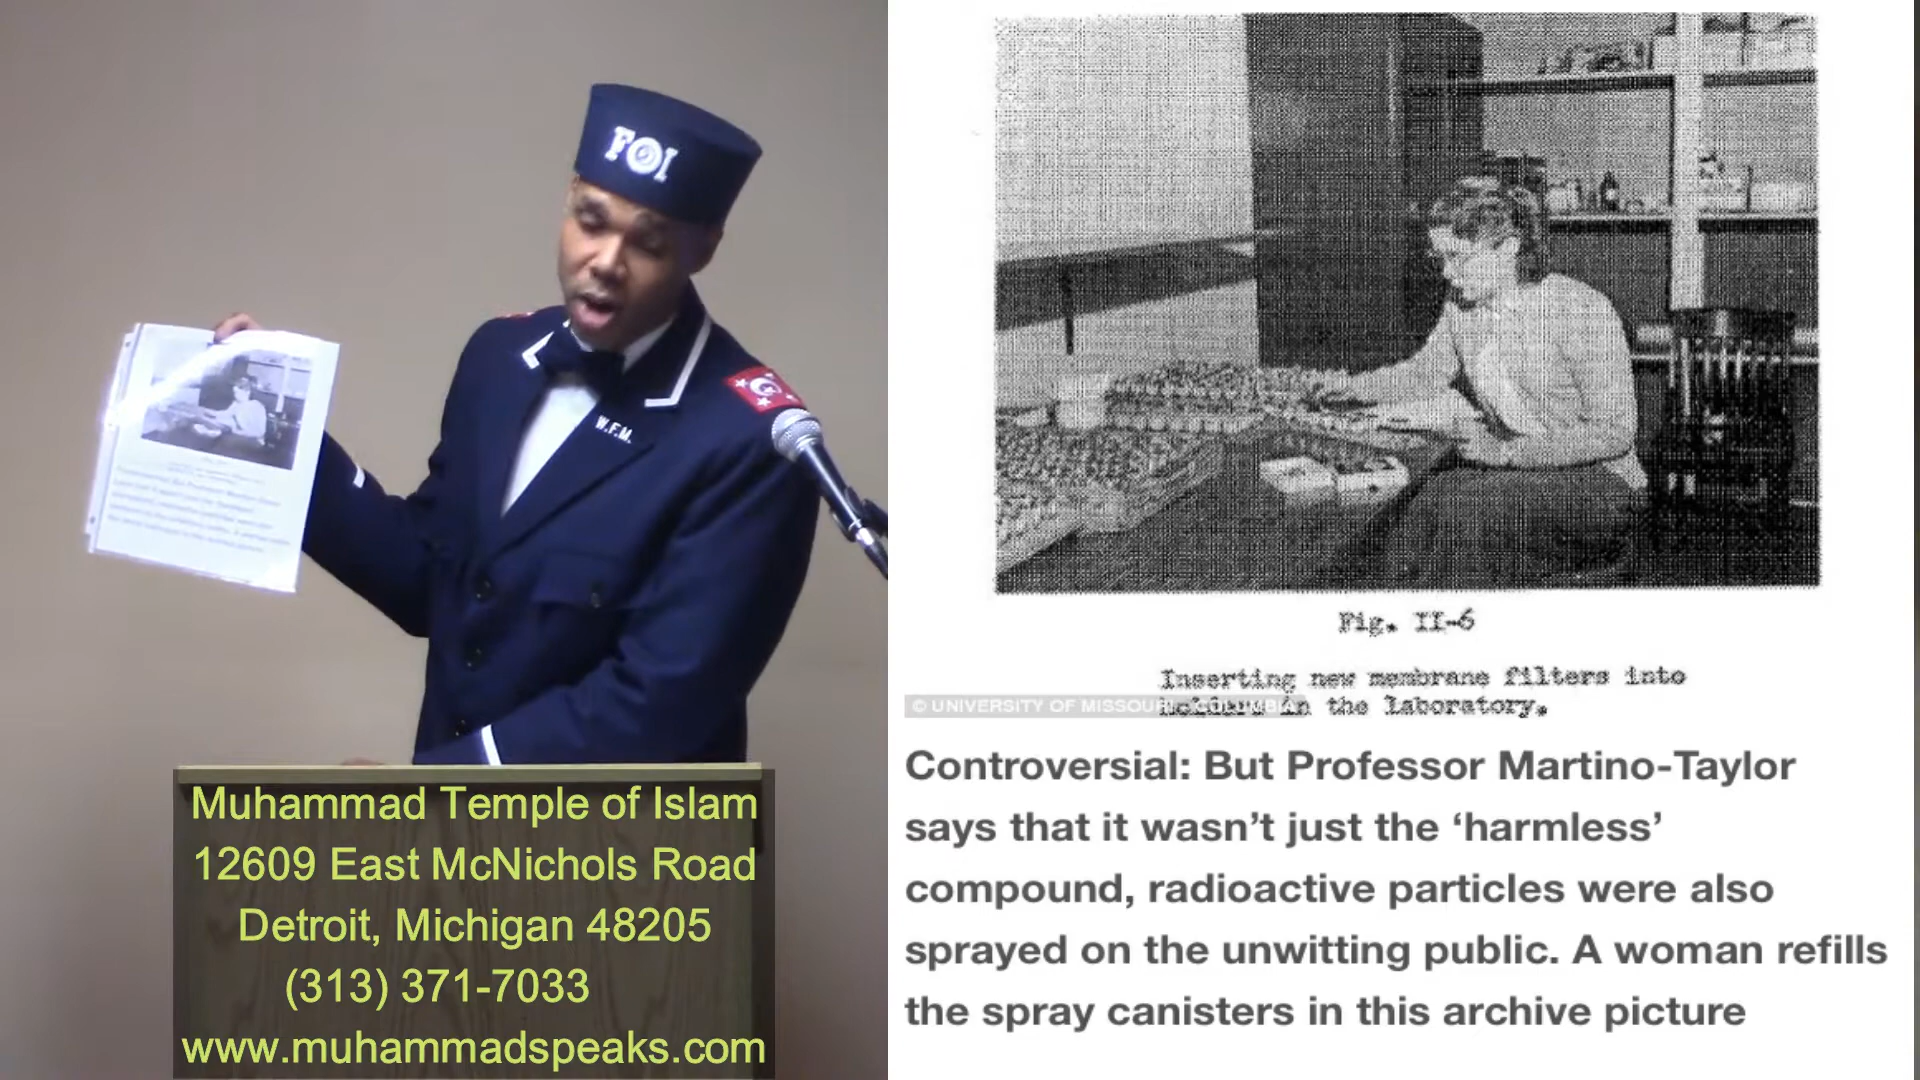 FOI
W.F.M.
Muhammad Temple of Islam
12609 East McNichols Road
Detroit, Michigan 48205
(313) 371-7033
www.muhammadspeaks.com
Fig. II-6
Inserting new membrane filters into
holders in the laboratory.
© UNIVERSITY OF MISSOURI - COLUMBIA
Controversial: But Professor Martino-Taylor
says that it wasn’t just the ‘harmless’
compound, radioactive particles were also
sprayed on the unwitting public. A woman refills
the spray canisters in this archive picture